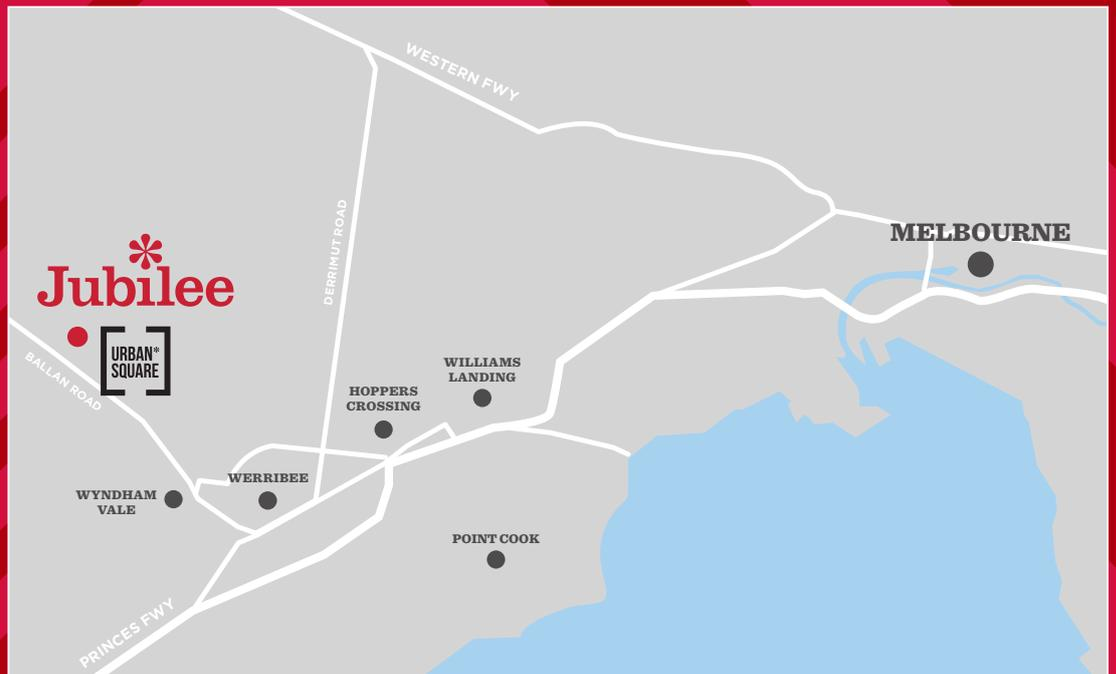 WESTERN FWY
DERRIMUT ROAD
MELBOURNE
Jubilee
URBAN*
SQUARE
BALLAN ROAD
WILLIAMS
LANDING
HOPPERS
CROSSING
WERRIBEE
WYNDHAM
VALE
POINT COOK
PRINCES FWY